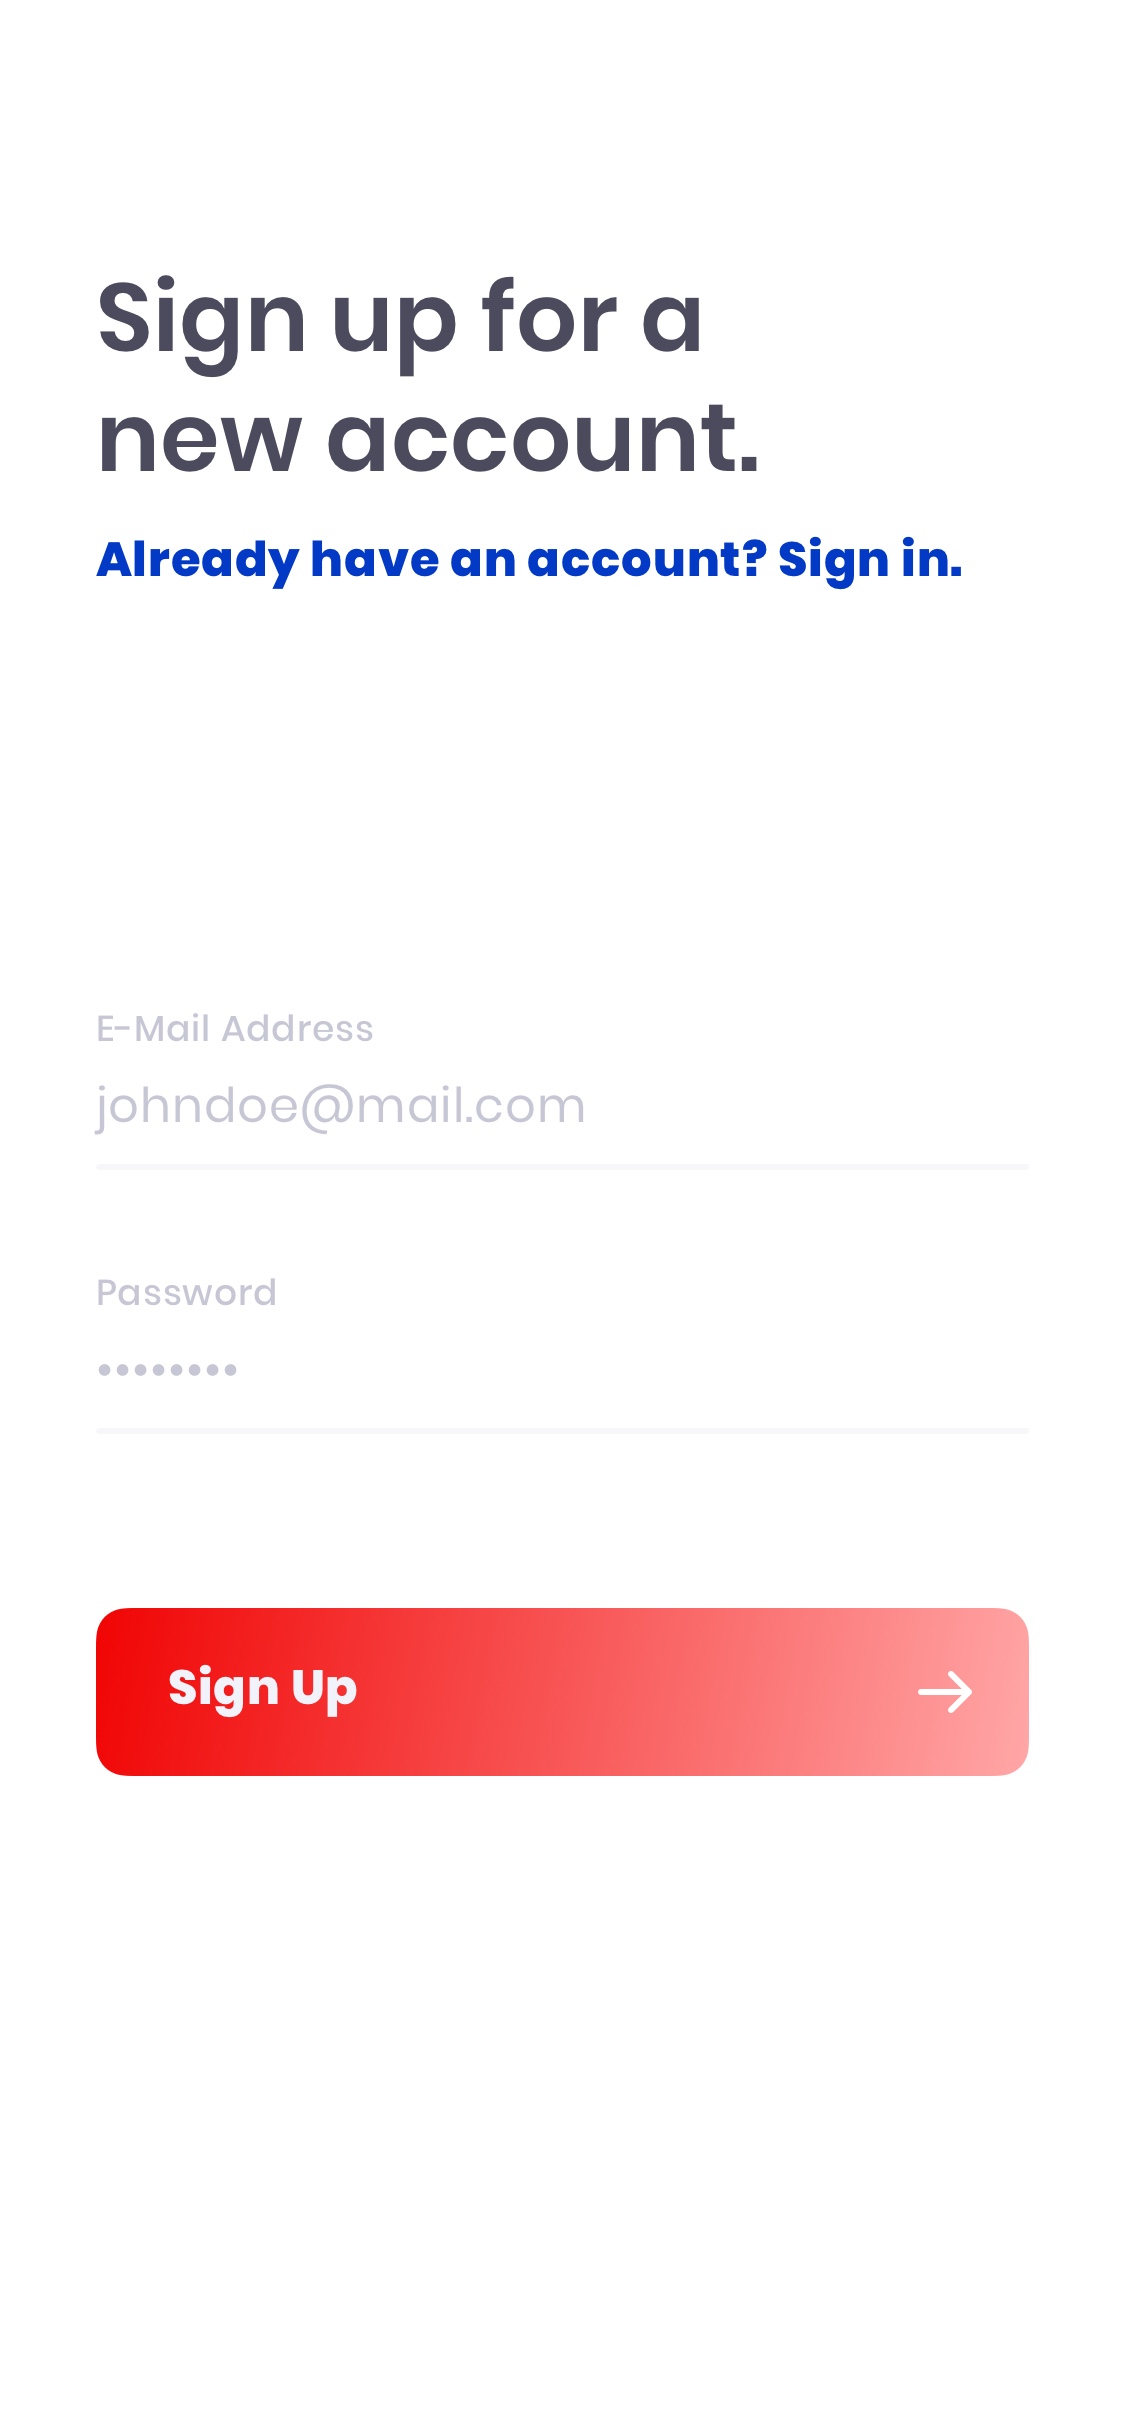 Sign up for a
new account.
Already have an account? Sign in.
E-Mail Address
johndoe@mail.com
Password
••••••••
Sign Up